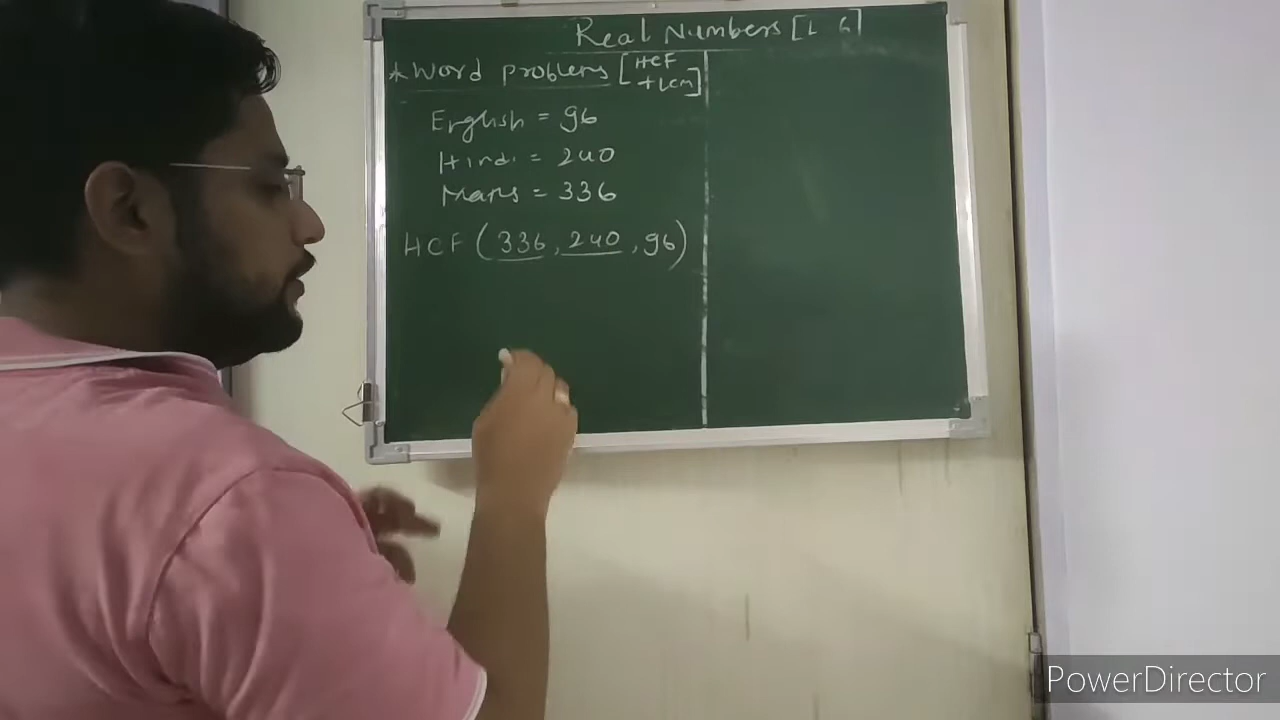 Real Numbers [L 6]
*Word problems [HCF
+LCM]
English = 96
Hindi = 240
Maths = 336
HCF (336, 240, 96)
PowerDirector